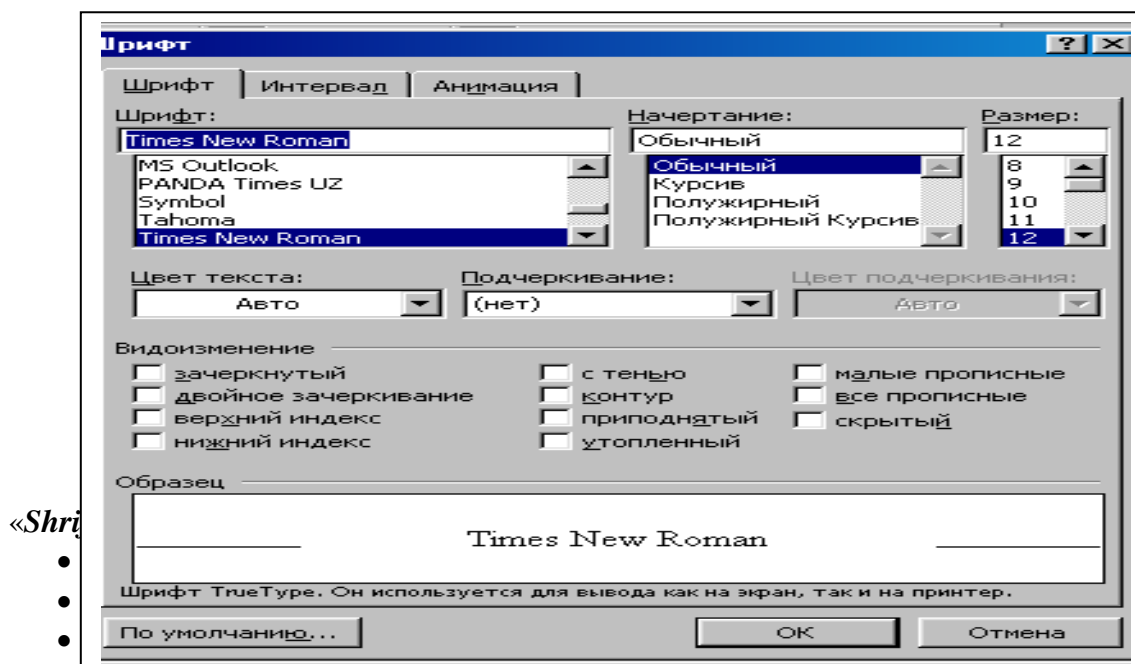 Шрифт
Шрифт Интервал Анимация
Шрифт: Начертание: Размер:
Times New Roman Обычный 12
MS Outlook Обычный 8
PANDA Times UZ Курсив 9
Symbol Полужирный 10
Tahoma Полужирный Курсив 11
Times New Roman 12
Цвет текста: Подчеркивание: Цвет подчеркивания:
Авто (нет) Авто
Видоизменение
зачеркнутый с тенью малые прописные
двойное зачеркивание контур все прописные
верхний индекс приподнятый скрытый
нижний индекс утопленный
Образец
Times New Roman
Шрифт TrueType. Он используется для вывода как на экран, так и на принтер.
По умолчанию... ОК Отмена